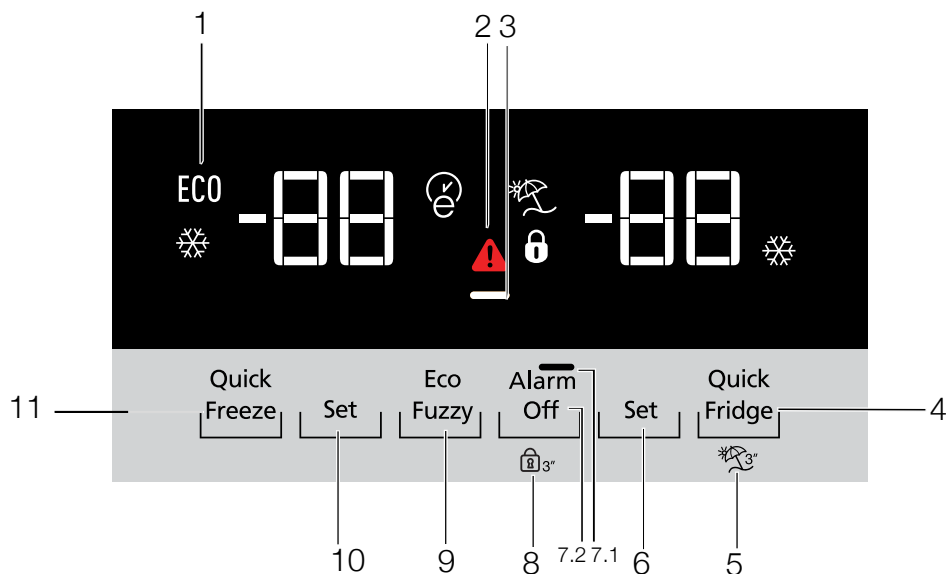 1 2 3
ECO -88 e -88
Quick Eco Alarm Quick
11 Freeze Set Fuzzy Off Set Fridge 4
3" 3"
10 9 8 7.2 7.1 6 5